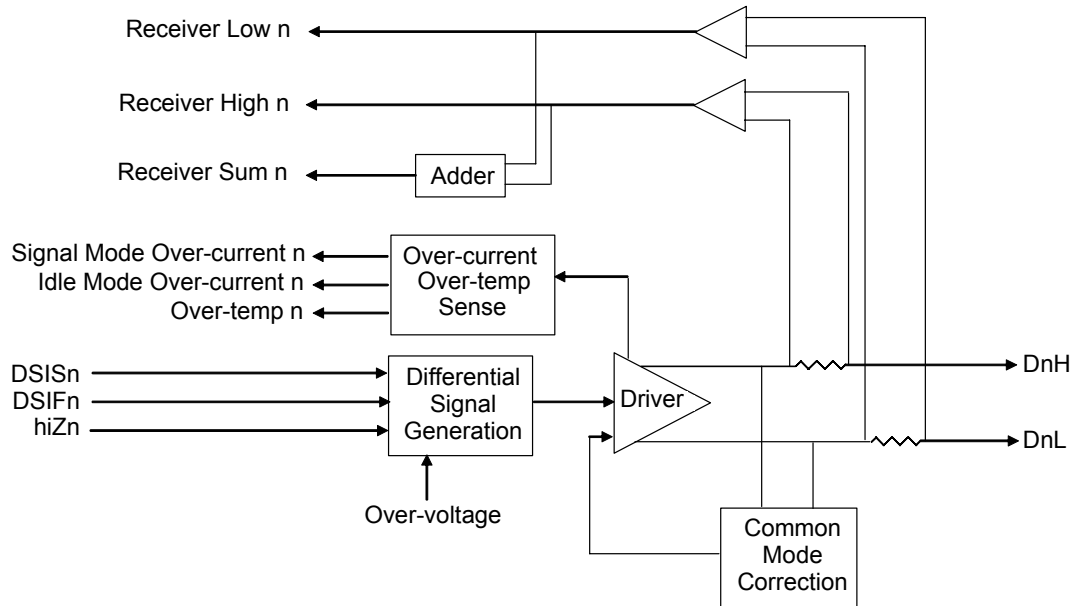 Receiver Low n
Receiver High n
Receiver Sum n
Adder
Signal Mode Over-current n
Idle Mode Over-current n
Over-temp n
Over-current
Over-temp
Sense
DSISn
DSIFn
hiZn
Differential
Signal
Generation
Driver
DnH
DnL
Over-voltage
Common
Mode
Correction